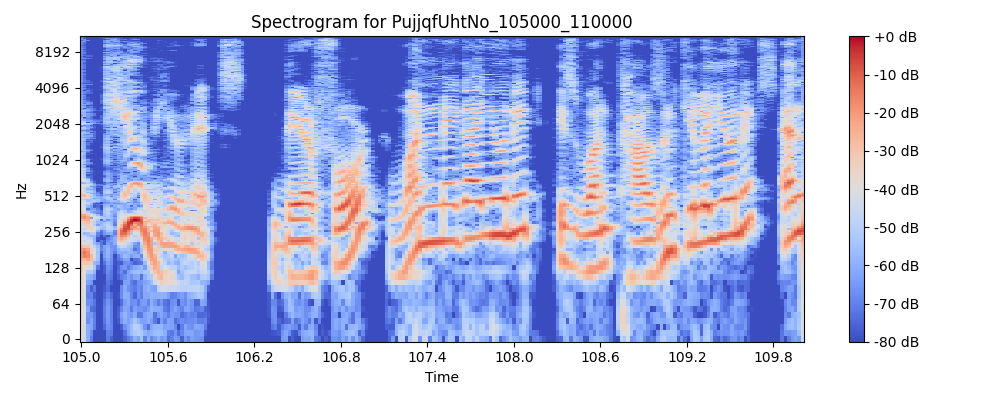 Spectrogram for PujjqfUhtNo_105000_110000
Hz
8192
4096
2048
1024
512
256
128
64
0
105.0 105.6 106.2 106.8 107.4 108.0 108.6 109.2 109.8
Time
+0 dB
-10 dB
-20 dB
-30 dB
-40 dB
-50 dB
-60 dB
-70 dB
-80 dB